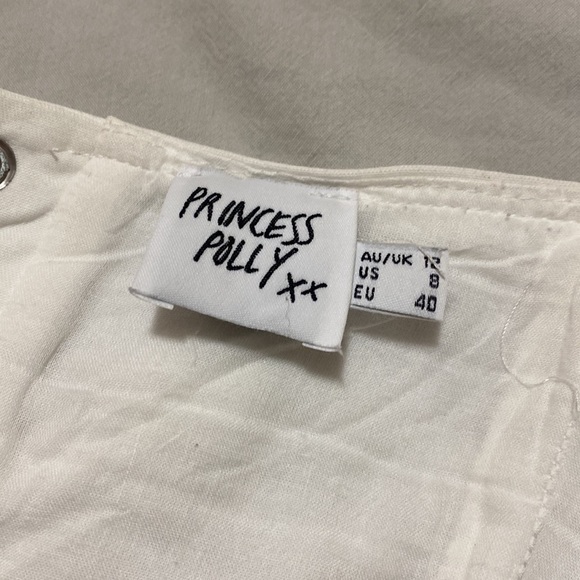 PRINCESS
POLLY xx
AU/UK 12
US 8
EU 40